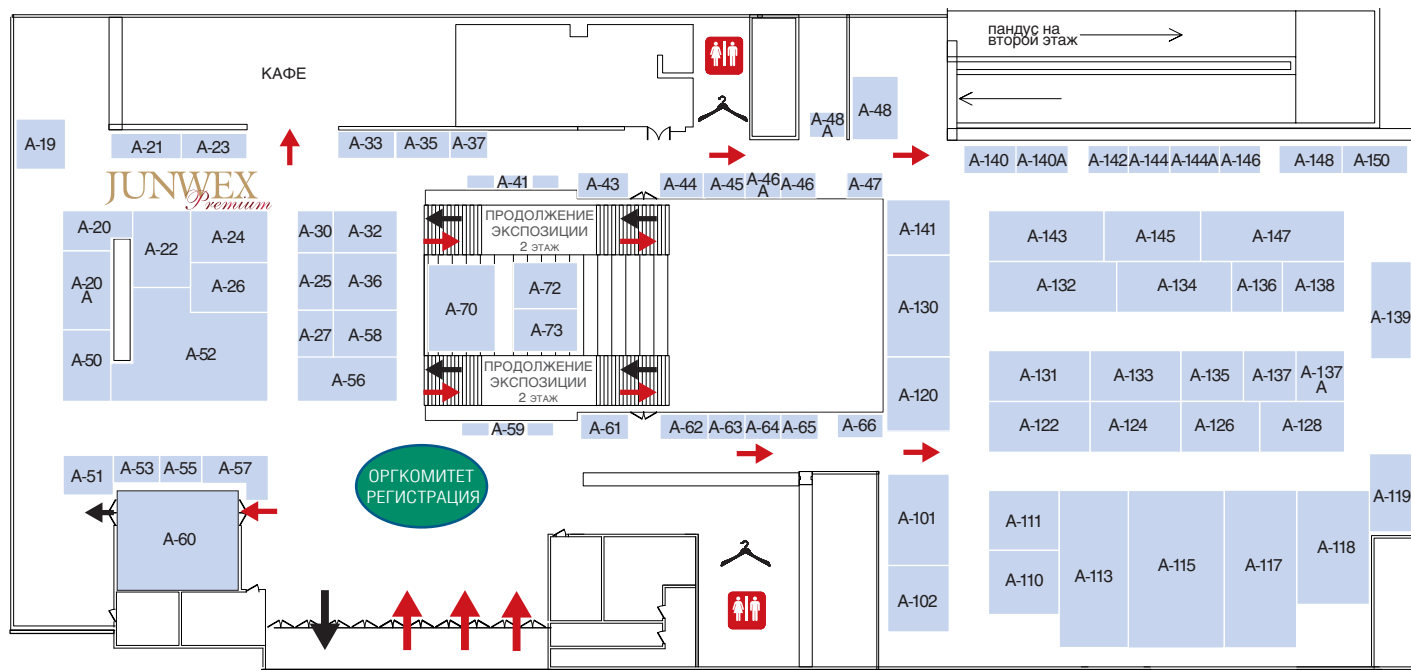 пандус на
второй этаж
КАФЕ
A-19
A-21
A-23
A-33
A-35
A-37
A-48
A
A-48
A-140
A-140A
A-142
A-144
A-144A
A-146
A-148
A-150
JUNWEX
Premium
A-41
A-43
A-44
A-45
A-46
A
A-46
A-47
A-20
A-22
A-24
A-30
A-32
ПРОДОЛЖЕНИЕ
ЭКСПОЗИЦИИ
2 ЭТАЖ
A-141
A-143
A-145
A-147
A-20
A
A-26
A-25
A-36
A-70
A-72
A-73
A-130
A-132
A-134
A-136
A-138
A-139
A-50
A-52
A-27
A-58
A-56
ПРОДОЛЖЕНИЕ
ЭКСПОЗИЦИИ
2 ЭТАЖ
A-120
A-131
A-133
A-135
A-137
A-137
A
A-59
A-61
A-62
A-63
A-64
A-65
A-66
A-122
A-124
A-126
A-128
A-51
A-53
A-55
A-57
ОРГКОМИТЕТ
РЕГИСТРАЦИЯ
A-60
A-101
A-102
A-111
A-110
A-113
A-115
A-117
A-118
A-119